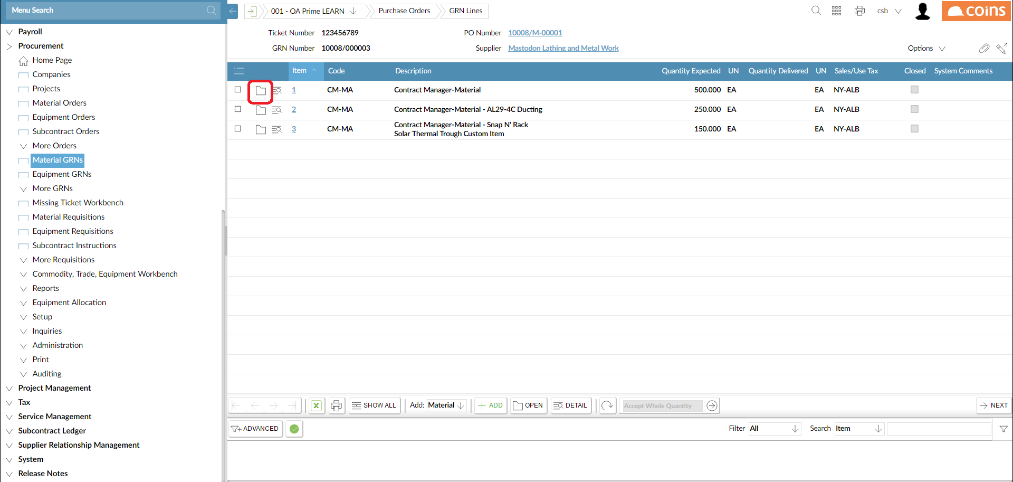 Menu Search
Payroll
Procurement
Home Page
Companies
Projects
Material Orders
Equipment Orders
Subcontract Orders
More Orders
Material GRNs
Equipment GRNs
More GRNs
Missing Ticket Workbench
Material Requisitions
Equipment Requisitions
Subcontract Instructions
More Requisitions
Commodity, Trade, Equipment Workbench
Reports
Equipment Allocation
Setup
Inquiries
Administration
Print
Auditing
Project Management
Tax
Service Management
Subcontract Ledger
Supplier Relationship Management
System
Release Notes
001 - QA Prime LEARN Purchase Orders GRN Lines csb coins
Ticket Number 123456789 PO Number 10008/M-00001
GRN Number 10008/000003 Supplier Mastodon Lathing and Metal Work Options
Item Code Description Quantity Expected UN Quantity Delivered UN Sales/Use Tax Closed System Comments
1 CM-MA Contract Manager-Material 500.000 EA EA NY-ALB
2 CM-MA Contract Manager-Material - AL29-4C Ducting 250.000 EA EA NY-ALB
3 CM-MA Contract Manager-Material - Snap N' Rack 150.000 EA EA NY-ALB
Solar Thermal Trough Custom Item
SHOW ALL Add: Material ADD OPEN DETAIL Accept Whole Quantity NEXT
ADVANCED Filter All Search Item